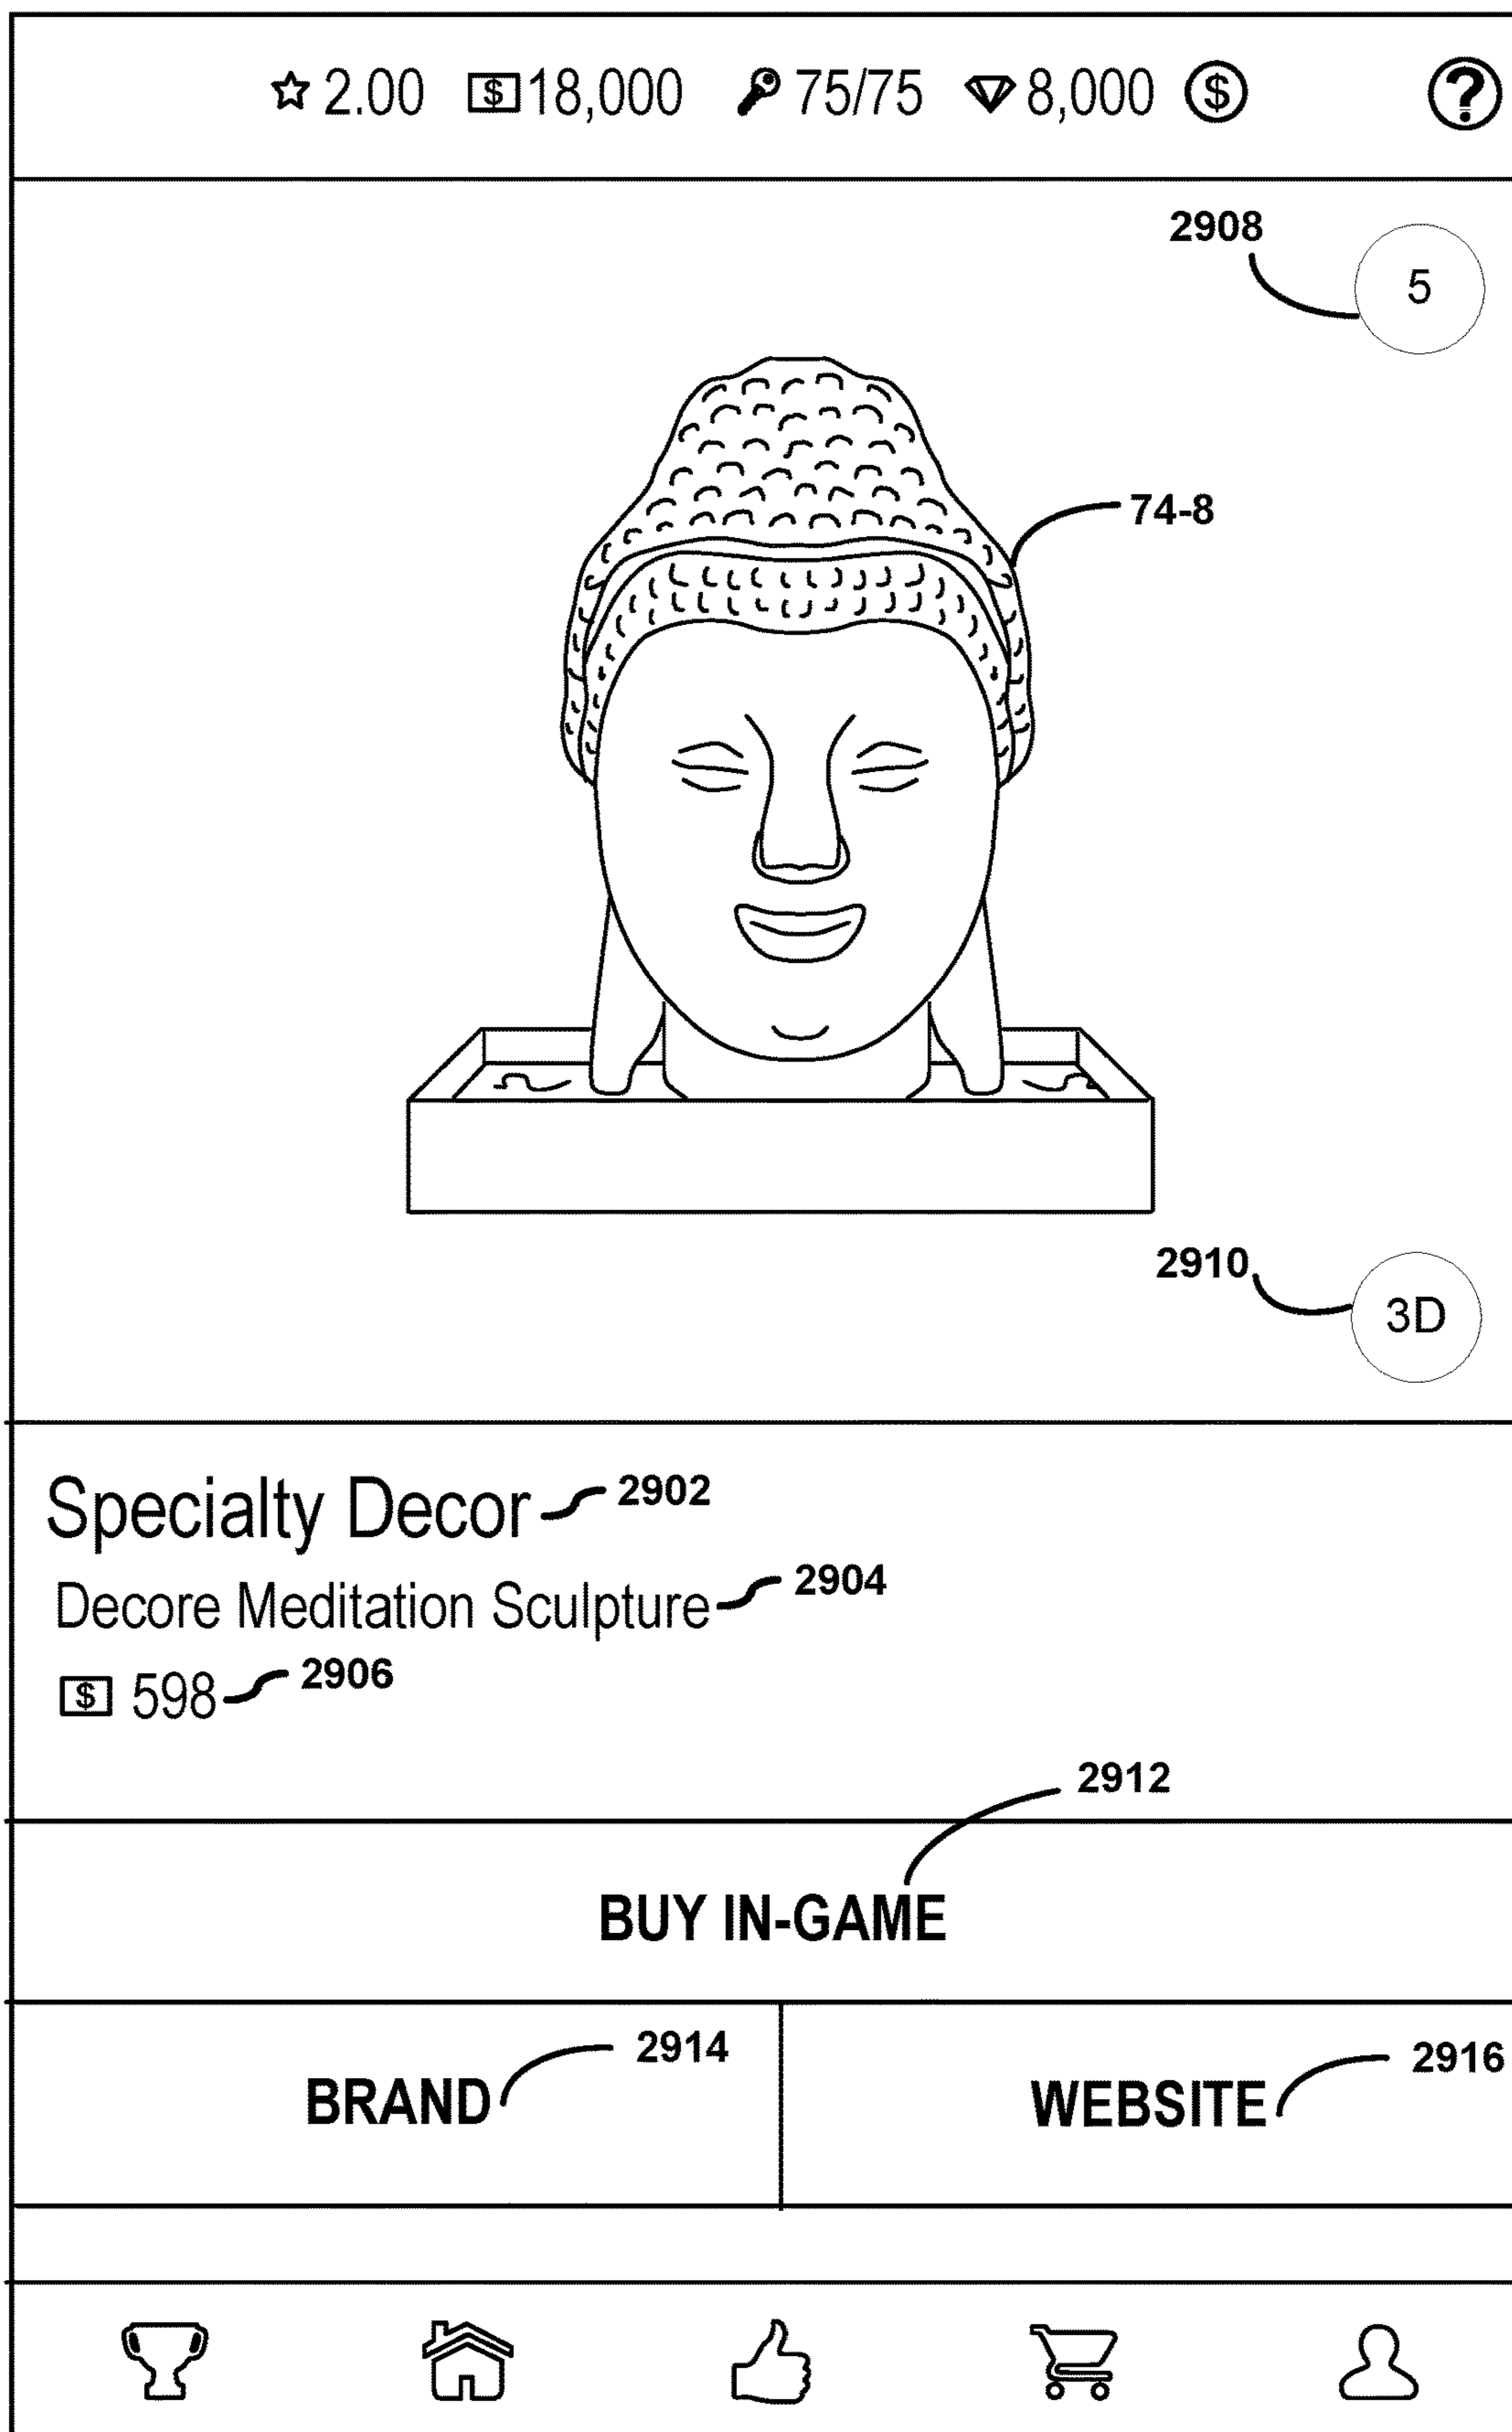 2.00 $ 18,000 75/75 8,000 $ ?
2908
5
74-8
2910
3D
Specialty Decor 2902
Decore Meditation Sculpture 2904
$ 598 2906
2912
BUY IN-GAME
2914
BRAND
2916
WEBSITE